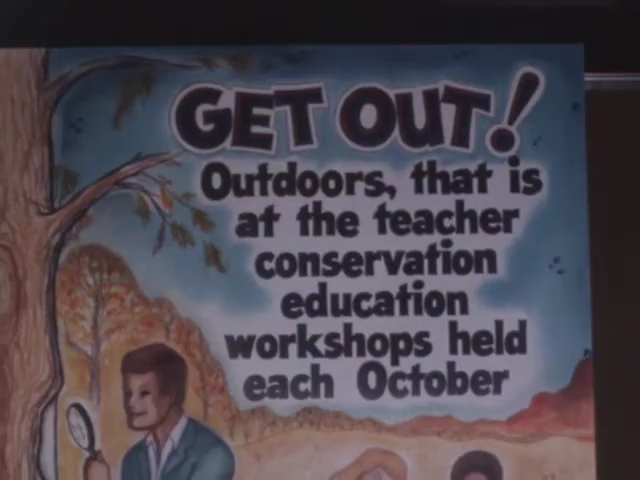 GET OUT!
Outdoors, that is
at the teacher
conservation
education
workshops held
each October